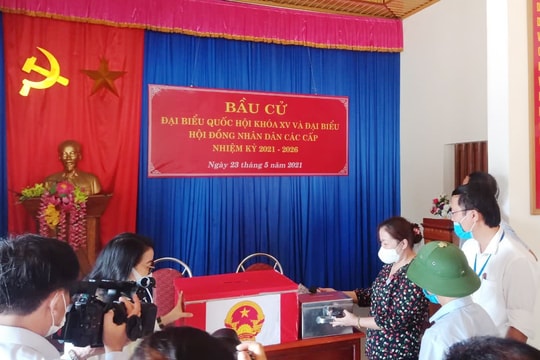 BẦU CỬ
ĐẠI BIỂU QUỐC HỘI KHÓA XV VÀ ĐẠI BIỂU
HỘI ĐỒNG NHÂN DÂN CÁC CẤP
NHIỆM KỲ 2021 - 2026
Ngày 23 tháng 5 năm 2021